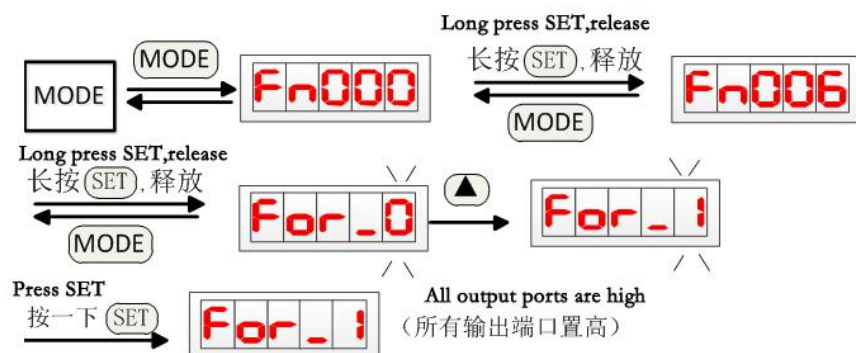 MODE
MODE
Fn000
Long press SET,release
长按 SET, 释放
MODE
Fn006
Long press SET,release
长按 SET, 释放
MODE
For_0
▲
For_1
Press SET
按一下 SET
For_1
All output ports are high
（所有输出端口置高）